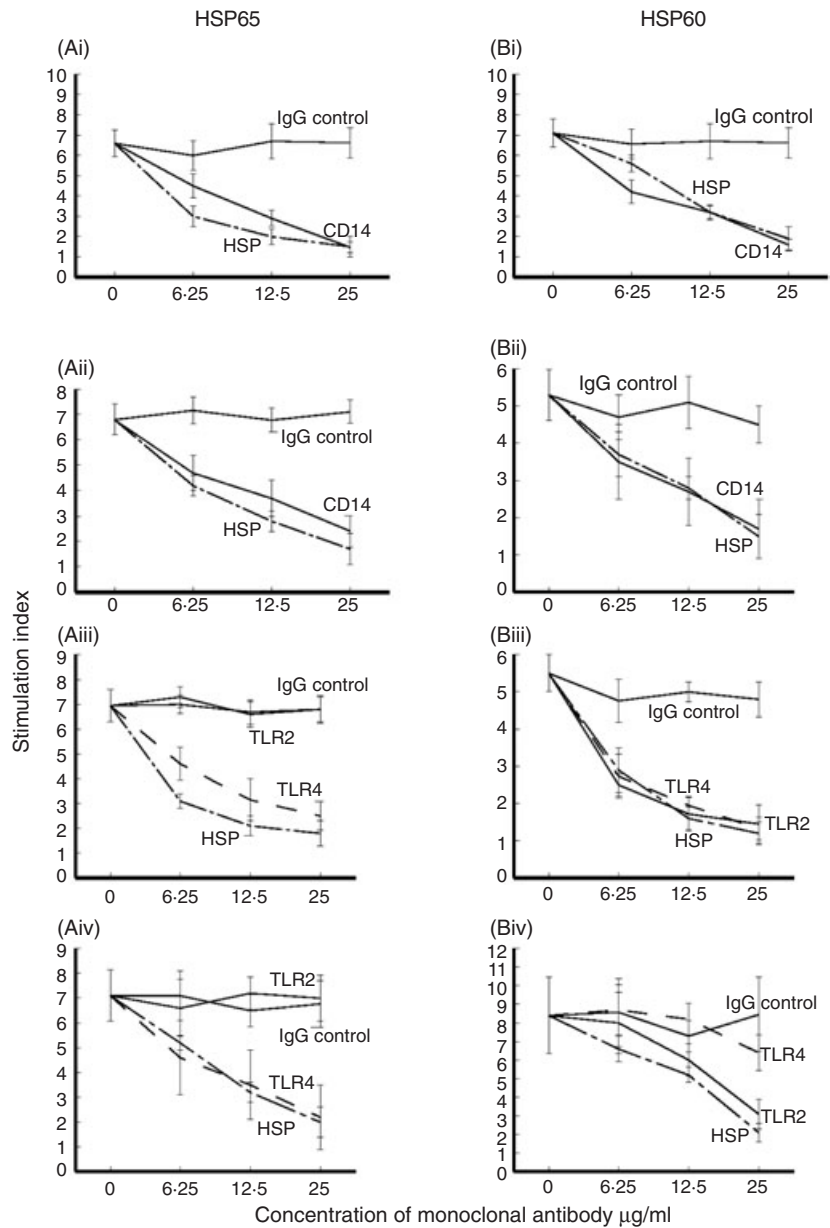 HSP65
HSP60
(Ai)
10
9
8
7
6
5
4
3
2
1
0
IgG control
CD14
HSP
0 6·25 12·5 25
(Bi)
10
9
8
7
6
5
4
3
2
1
0
IgG control
HSP
CD14
0 6·25 12·5 25
(Aii)
8
7
6
5
4
3
2
1
0
IgG control
CD14
HSP
0 6·25 12·5 25
(Bii)
6
5
4
3
2
1
0
IgG control
CD14
HSP
0 6·25 12·5 25
Stimulation index
(Aiii)
9
8
7
6
5
4
3
2
1
0
IgG control
TLR2
TLR4
HSP
0 6·25 12·5 25
(Biii)
6
5
4
3
2
1
0
IgG control
TLR4
TLR2
HSP
0 6·25 12·5 25
(Aiv)
9
8
7
6
5
4
3
2
1
0
TLR2
IgG control
TLR4
HSP
0 6·25 12·5 25
(Biv)
12
11
10
9
8
7
6
5
4
3
2
1
0
IgG control
TLR4
TLR2
HSP
0 6·25 12·5 25
Concentration of monoclonal antibody μg/ml